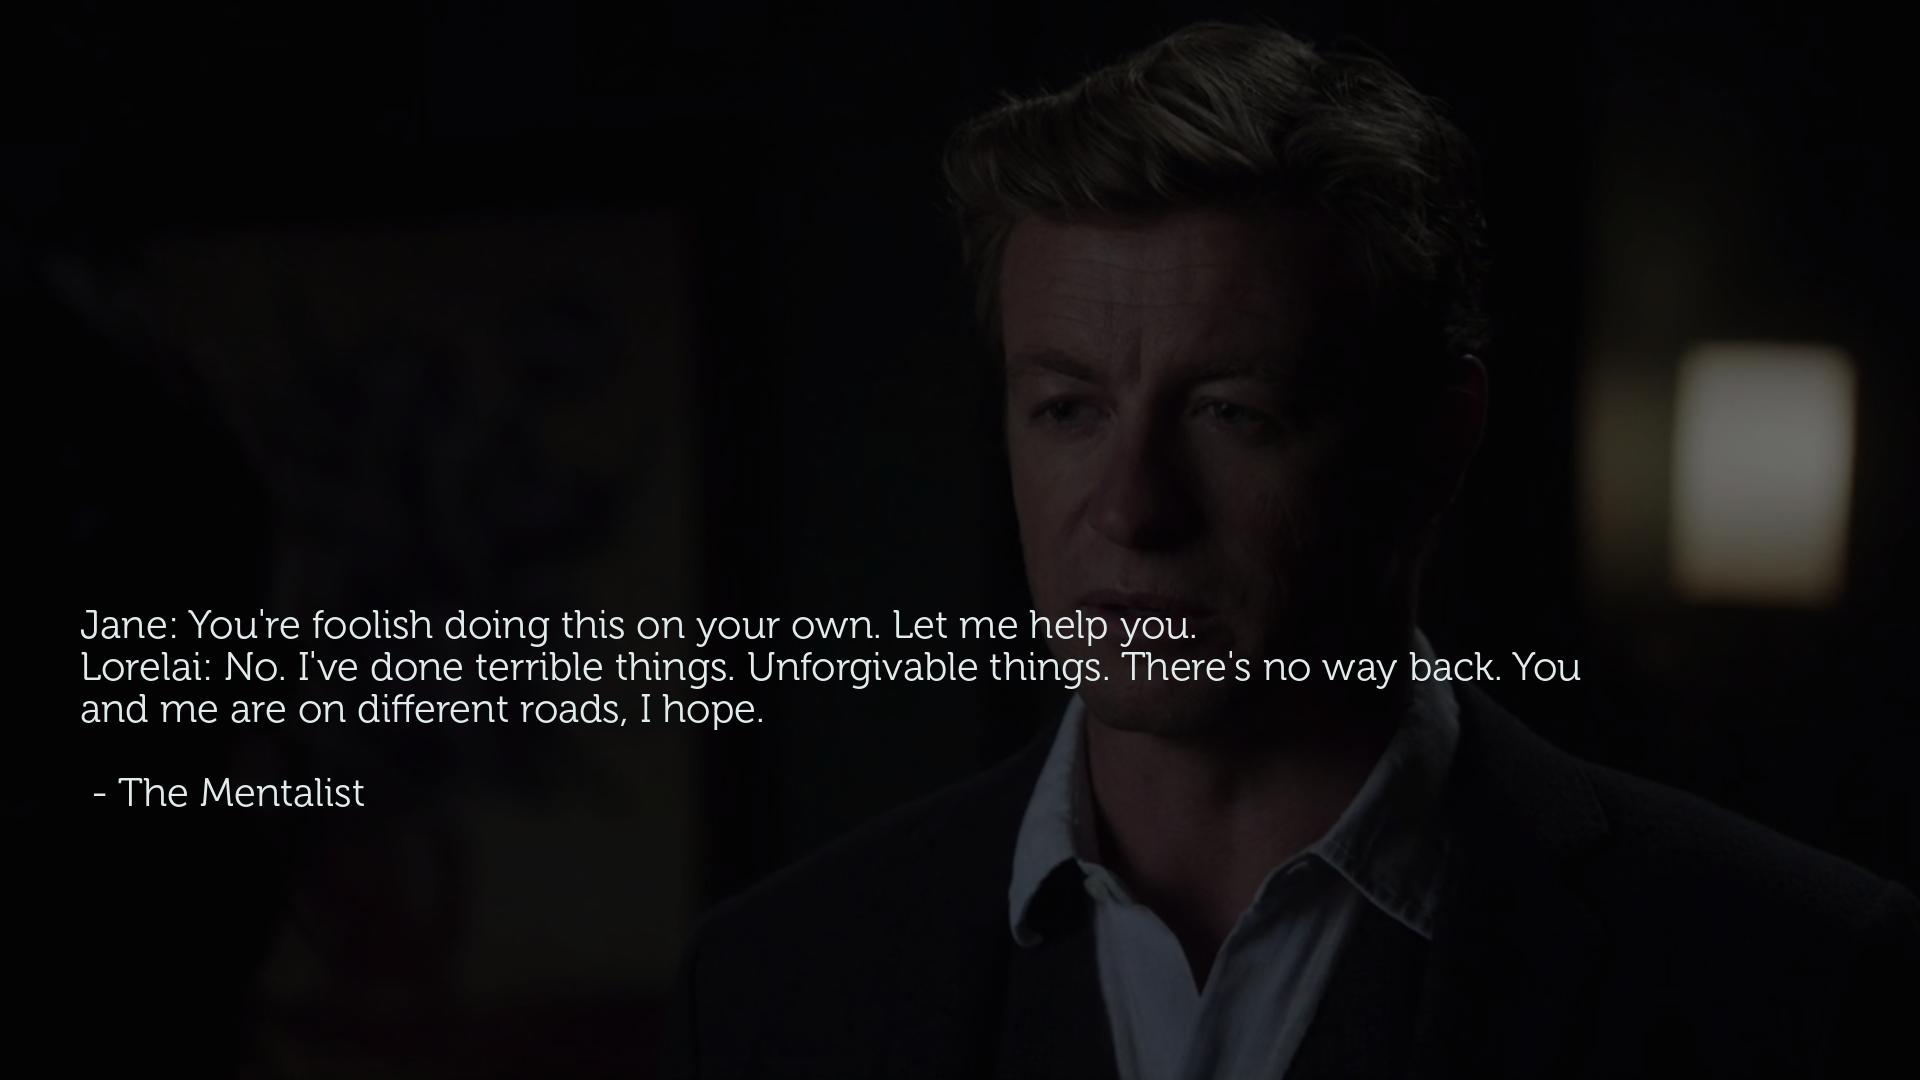 Jane: You're foolish doing this on your own. Let me help you.
Lorelai: No. I've done terrible things. Unforgivable things. There's no way back. You
and me are on different roads, I hope.
- The Mentalist